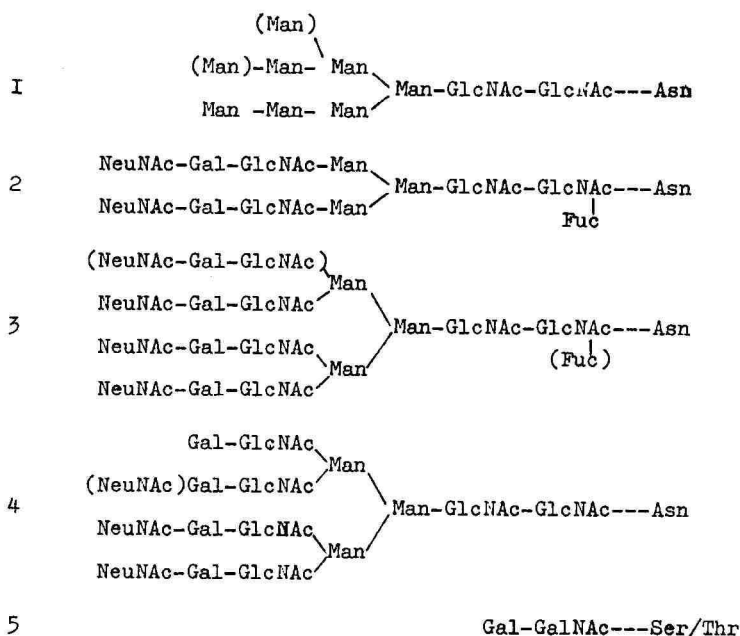 (Man)
(Man)-Man- Man
I Man-GlcNAc-GlcNAc---Asn
Man -Man- Man
NeuNAc-Gal-GlcNAc-Man
2 Man-GlcNAc-GlcNAc---Asn
NeuNAc-Gal-GlcNAc-Man
Fuc
(NeuNAc-Gal-GlcNAc)
Man
NeuNAc-Gal-GlcNAc
3 Man-GlcNAc-GlcNAc---Asn
NeuNAc-Gal-GlcNAc
(Fuc)
Man
NeuNAc-Gal-GlcNAc
Gal-GlcNAc
Man
(NeuNAc)Gal-GlcNAc
4 Man-GlcNAc-GlcNAc---Asn
NeuNAc-Gal-GlcNAc
Man
NeuNAc-Gal-GlcNAc
5 Gal-GalNAc---Ser/Thr